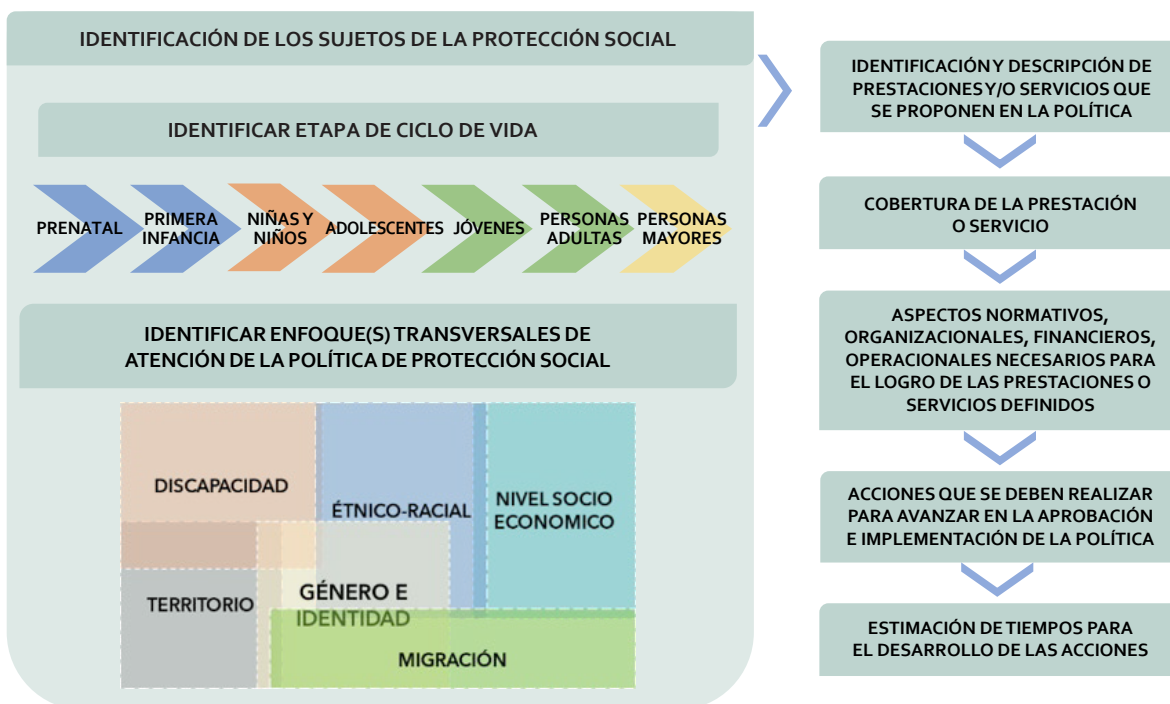 IDENTIFICACIÓN DE LOS SUJETOS DE LA PROTECCIÓN SOCIAL
IDENTIFICAR ETAPA DE CICLO DE VIDA
PRENATAL
PRIMERA
INFANCIA
NIÑAS Y
NIÑOS
ADOLESCENTES
JÓVENES
PERSONAS
ADULTAS
PERSONAS
MAYORES
IDENTIFICAR ENFOQUE(S) TRANSVERSALES DE
ATENCIÓN DE LA POLÍTICA DE PROTECCIÓN SOCIAL
DISCAPACIDAD
ÉTNICO-RACIAL
NIVEL SOCIO
ECONOMICO
TERRITORIO
GÉNERO E
IDENTIDAD
MIGRACIÓN
IDENTIFICACIÓN Y DESCRIPCIÓN DE
PRESTACIONES Y/O SERVICIOS QUE
SE PROPONEN EN LA POLÍTICA
COBERTURA DE LA PRESTACIÓN
O SERVICIO
ASPECTOS NORMATIVOS,
ORGANIZACIONALES, FINANCIEROS,
OPERACIONALES NECESARIOS PARA
EL LOGRO DE LAS PRESTACIONES O
SERVICIOS DEFINIDOS
ACCIONES QUE SE DEBEN REALIZAR
PARA AVANZAR EN LA APROBACIÓN
E IMPLEMENTACIÓN DE LA POLÍTICA
ESTIMACIÓN DE TIEMPOS PARA
EL DESARROLLO DE LAS ACCIONES